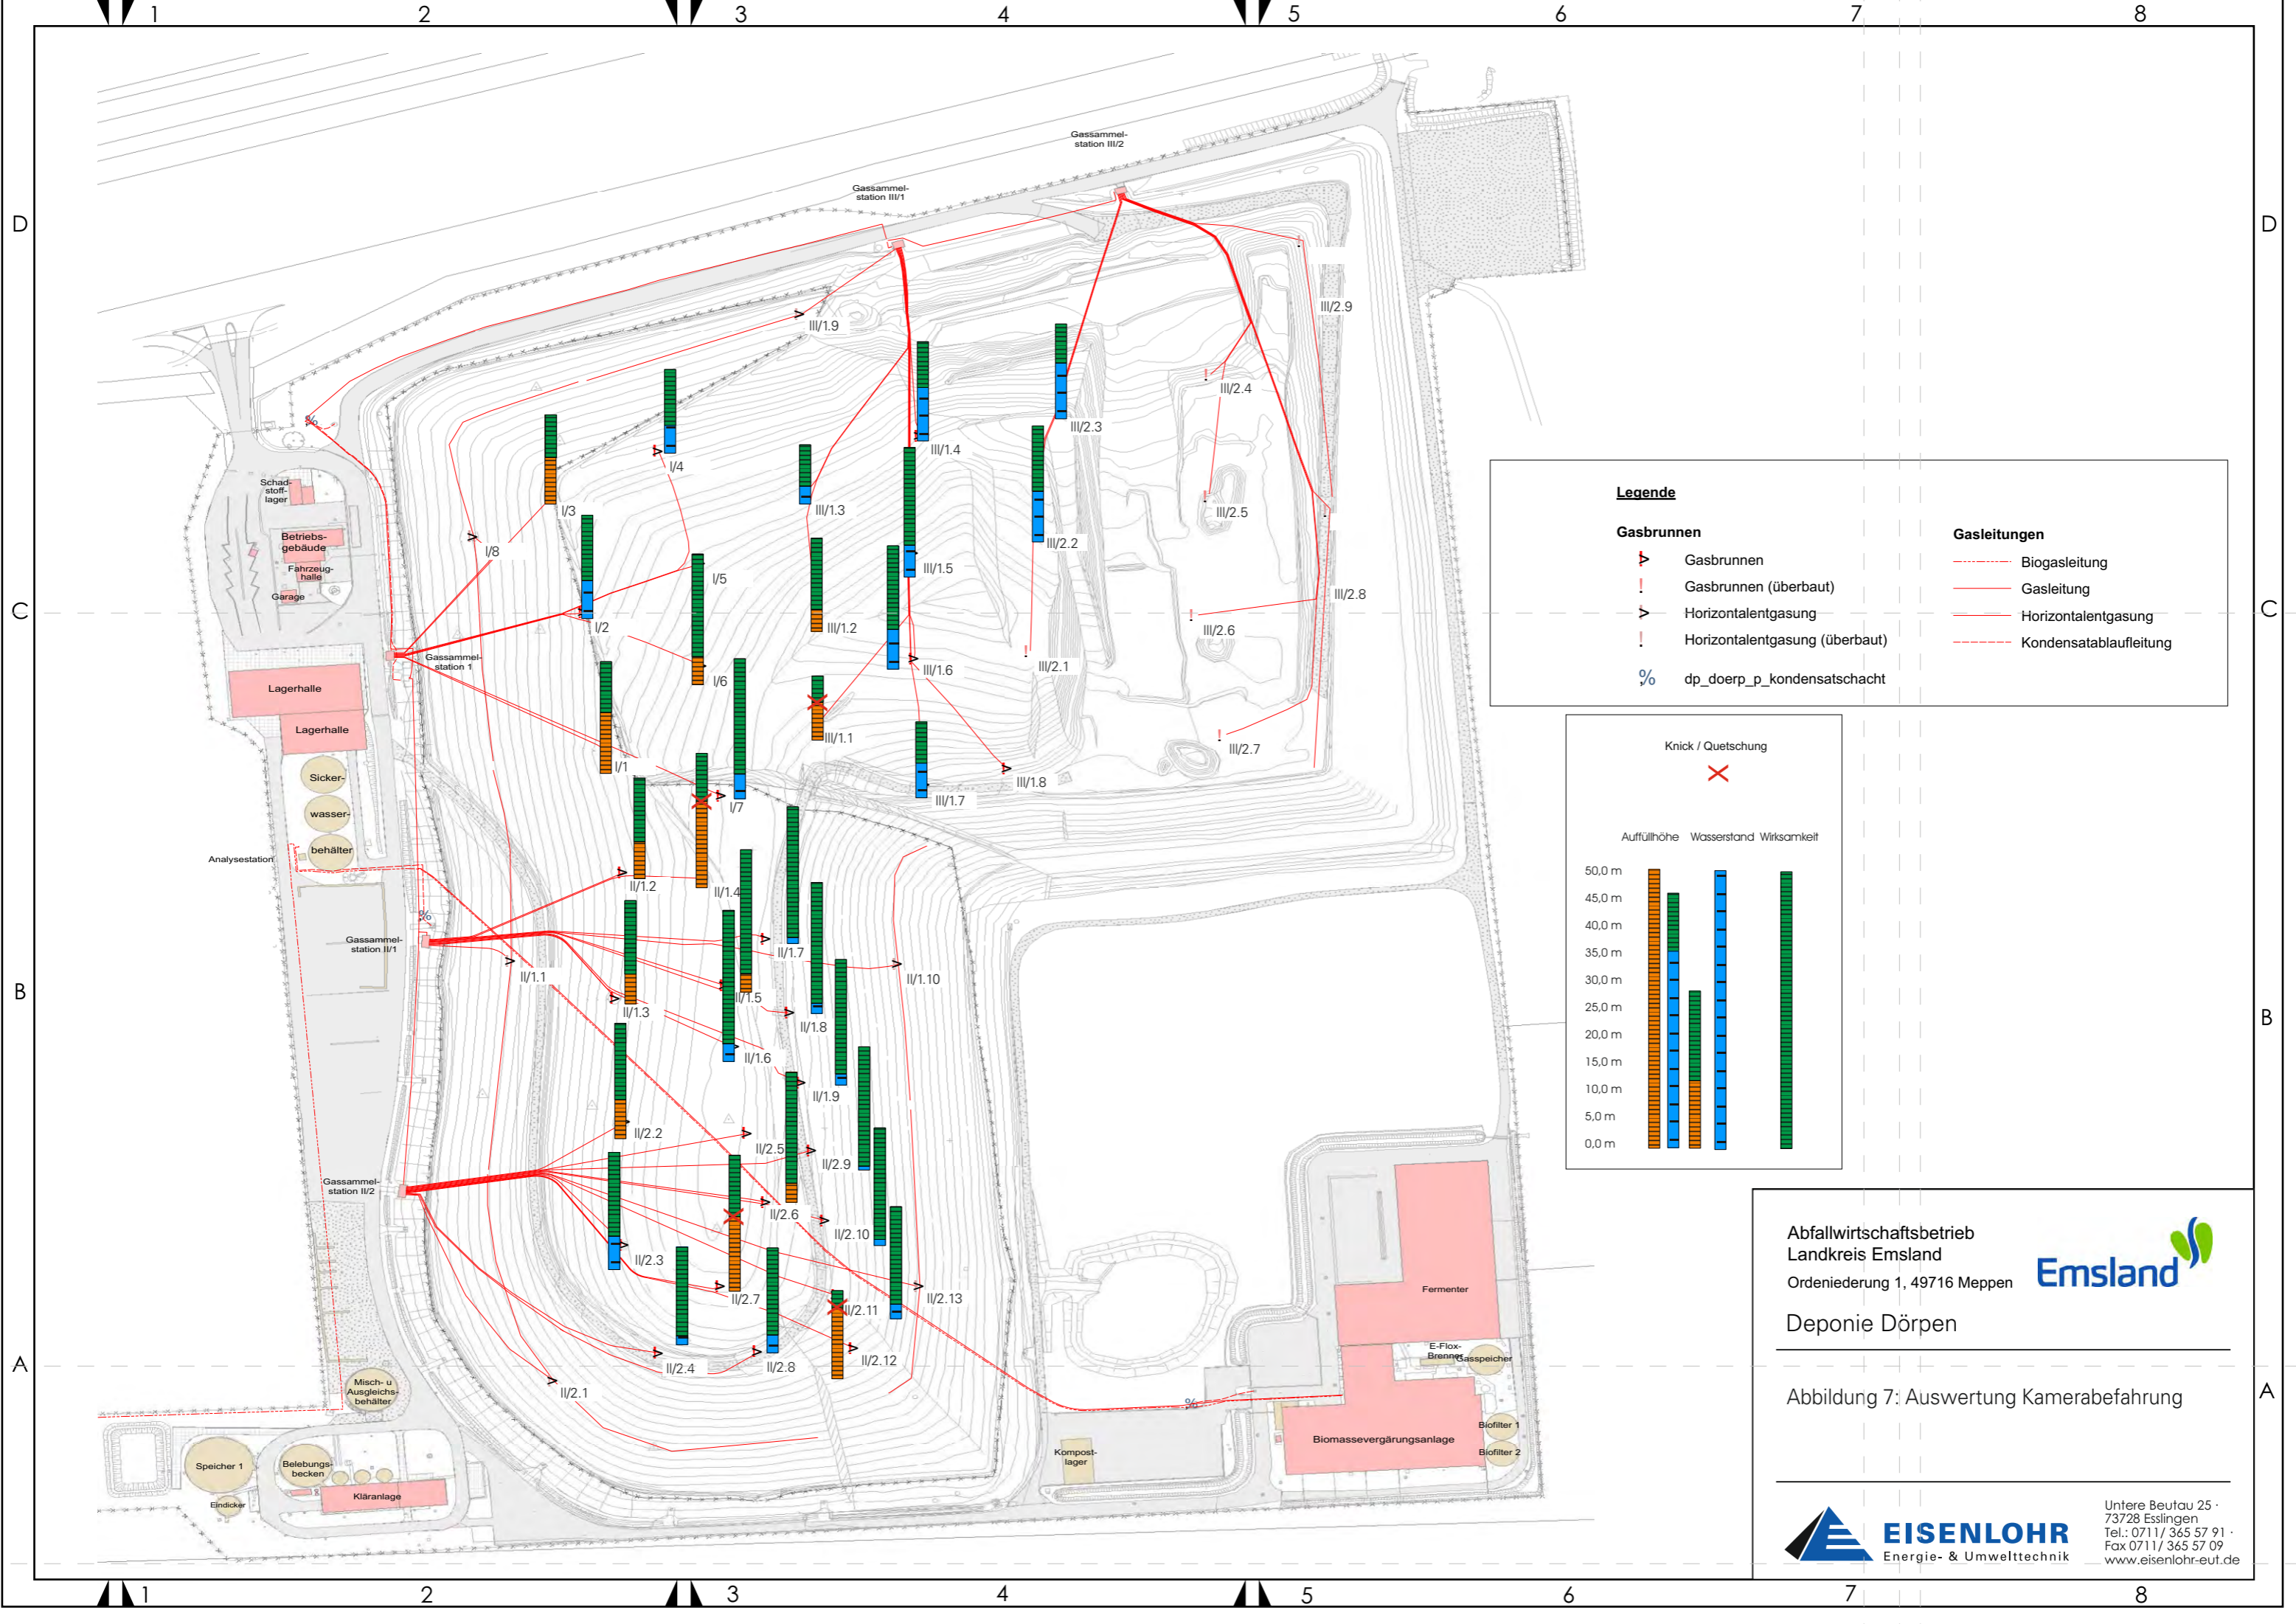 1 2 3 4 5 6 7 8
D
D
C
C
B
B
A
A
Gassammel-
station III/2
Gassammel-
station III/1
III/1.9
III/2.9
III/2.4
III/2.3
III/1.4
I/4
I/3
III/1.3
III/2.5
III/2.2
I/8
III/1.5
I/5
III/2.8
I/2
III/1.2
III/2.6
III/2.1
III/1.6
I/6
III/1.1
III/2.7
I/1
III/1.8
III/1.7
I/7
Schad-
stoff-
lager
Betriebs-
gebäude
Fahrzeug-
halle
Garage
Gassammel-
station 1
Lagerhalle
Lagerhalle
Sicker-
wasser-
behälter
Analysestation
%
%
%
II/1.2
II/1.4
II/1.7
II/1.10
II/1.1
Gassammel-
station II/1
II/1.5
II/1.3
II/1.8
II/1.6
II/1.9
II/2.2
II/2.5
II/2.9
Gassammel-
station II/2
II/2.6
II/2.10
II/2.3
II/2.7
II/2.11
II/2.13
II/2.4
II/2.8
II/2.12
II/2.1
Misch- u
Ausgleichs-
behälter
Speicher 1
Belebungs-
becken
Eindicker
Kläranlage
Kompost-
lager
Fermenter
E-Flox-
Brenner
Gasspeicher
Biomassevergärungsanlage
Biofilter 1
Biofilter 2
Legende
Gasbrunnen
Gasbrunnen
Gasbrunnen (überbaut)
Horizontalentgasung
Horizontalentgasung (überbaut)
% dp_doerp_p_kondensatschacht
Gasleitungen
Biogasleitung
Gasleitung
Horizontalentgasung
Kondensatablaufleitung
Knick / Quetschung
Auffüllhöhe Wasserstand Wirksamkeit
50,0 m
45,0 m
40,0 m
35,0 m
30,0 m
25,0 m
20,0 m
15,0 m
10,0 m
5,0 m
0,0 m
Abfallwirtschaftsbetrieb
Landkreis Emsland
Ordeniederung 1, 49716 Meppen
Emsland
Deponie Dörpen
Abbildung 7: Auswertung Kamerabefahrung
EISENLOHR
Energie- & Umwelttechnik
Untere Beutau 25 ·
73728 Esslingen
Tel.: 0711/ 365 57 91 ·
Fax 0711/ 365 57 09
www.eisenlohr-eut.de
1 2 3 4 5 6 7 8